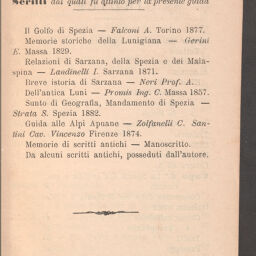 Scritti dai quali fu attinto per la presente guida
Il Golfo di Spezia — Falconi A. Torino 1877.
Memorie storiche della Lunigiana — Gerini
E. Massa 1829.
Relazioni di Sarzana, della Spezia e dei Mala-
spina — Landinelli I. Sarzana 1871.
Breve istoria di Sarzana — Neri Prof. A.
Dell'antica Luni — Promis Ing. C. Massa 1857.
Sunto di Geografia, Mandamento di Spezia —
Strata S. Spezia 1882.
Guida alle Alpi Apuane — Zolfanelli C. San-
tini Cav. Vincenzo Firenze 1874.
Memorie di scritti antichi — Manoscritto.
Da alcuni scritti antichi, posseduti dall'autore.